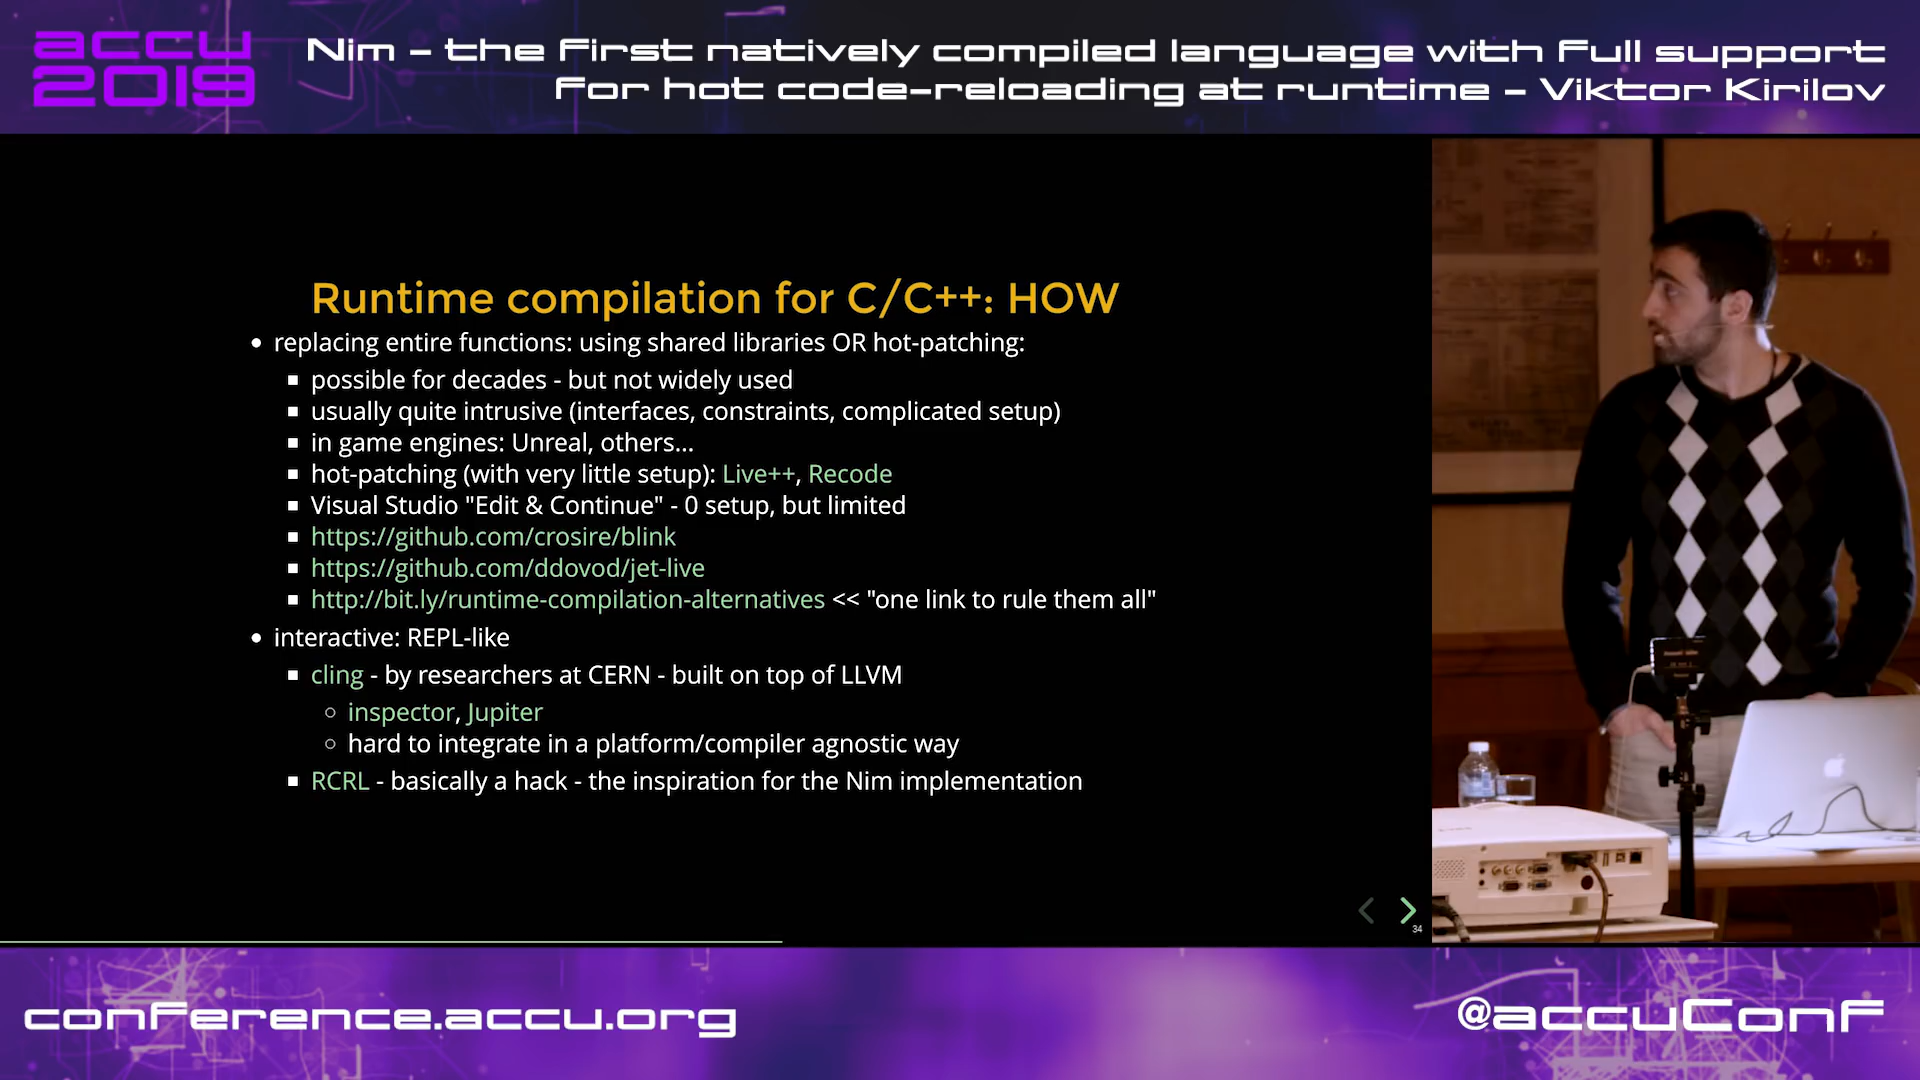 accu
2019
Nim - the first natively compiled language with full support
for hot code-reloading at runtime - Viktor Kirilov
Runtime compilation for C/C++: HOW
replacing entire functions: using shared libraries OR hot-patching:
possible for decades - but not widely used
usually quite intrusive (interfaces, constraints, complicated setup)
in game engines: Unreal, others...
hot-patching (with very little setup): Live++, Recode
Visual Studio "Edit & Continue" - 0 setup, but limited
https://github.com/crosire/blink
https://github.com/ddovod/jet-live
http://bit.ly/runtime-compilation-alternatives << "one link to rule them all"
interactive: REPL-like
cling - by researchers at CERN - built on top of LLVM
inspector, Jupiter
hard to integrate in a platform/compiler agnostic way
RCRL - basically a hack - the inspiration for the Nim implementation
34
conference.accu.org
@accuConf